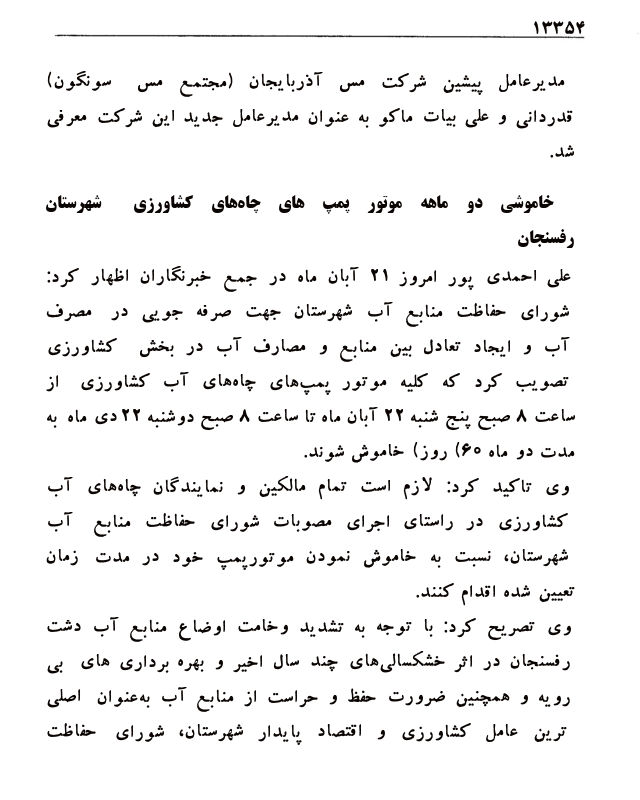 ۱۳۳۵۴
مدیرعامل پیشین شرکت مس آذربایجان (مجتمع مس سونگون)
قدردانی و علی بیات ماکو به عنوان مدیرعامل جدید این شرکت معرفی
شد.
خاموشی دو ماهه موتور پمپ های چاه‌های کشاورزی شهرستان
رفسنجان
علی احمدی پور امروز ۲۱ آبان ماه در جمع خبرنگاران اظهار کرد:
شورای حفاظت منابع آب شهرستان جهت صرفه جویی در مصرف
آب و ایجاد تعادل بین منابع و مصارف آب در بخش کشاورزی
تصویب کرد که کلیه موتور پمپ‌های چاه‌های آب کشاورزی از
ساعت ۸ صبح پنج شنبه ۲۲ آبان ماه تا ساعت ۸ صبح دوشنبه ۲۲ دی ماه به
مدت دو ماه ۶۰) روز) خاموش شوند.
وی تاکید کرد: لازم است تمام مالکین و نمایندگان چاه‌های آب
کشاورزی در راستای اجرای مصوبات شورای حفاظت منابع آب
شهرستان، نسبت به خاموش نمودن موتورپمپ خود در مدت زمان
تعیین شده اقدام کنند.
وی تصریح کرد: با توجه به تشدید وخامت اوضاع منابع آب دشت
رفسنجان در اثر خشکسالی‌های چند سال اخیر و بهره برداری های بی
رویه و همچنین ضرورت حفظ و حراست از منابع آب به‌عنوان اصلی
ترین عامل کشاورزی و اقتصاد پایدار شهرستان، شورای حفاظت